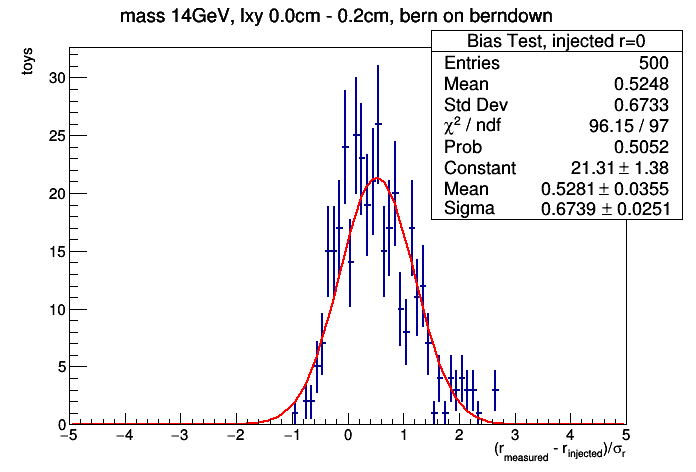 mass 14GeV, lxy 0.0cm - 0.2cm, bern on berndown
toys
Bias Test, injected r=0
Entries 500
Mean 0.5248
Std Dev 0.6733
χ² / ndf 96.15 / 97
Prob 0.5052
Constant 21.31 ± 1.38
Mean 0.5281 ± 0.0355
Sigma 0.6739 ± 0.0251
30
25
20
15
10
5
0
−5 −4 −3 −2 −1 0 1 2 3 4 5
(r_measured - r_injected)/σ_r